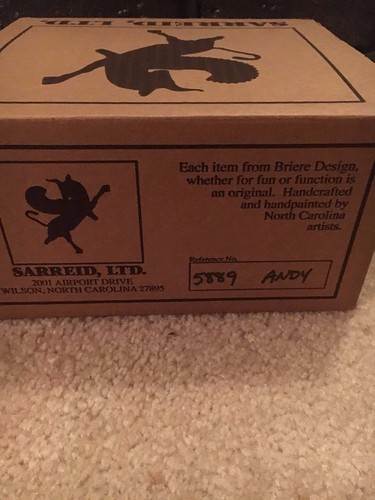 SARREID, LTD.
Each item from Briere Design,
whether for fun or function is
an original. Handcrafted
and handpainted by
North Carolina
artists.
SARREID, LTD.
2001 AIRPORT DRIVE
WILSON, NORTH CAROLINA 27895
Reference No.
5889 ANDY